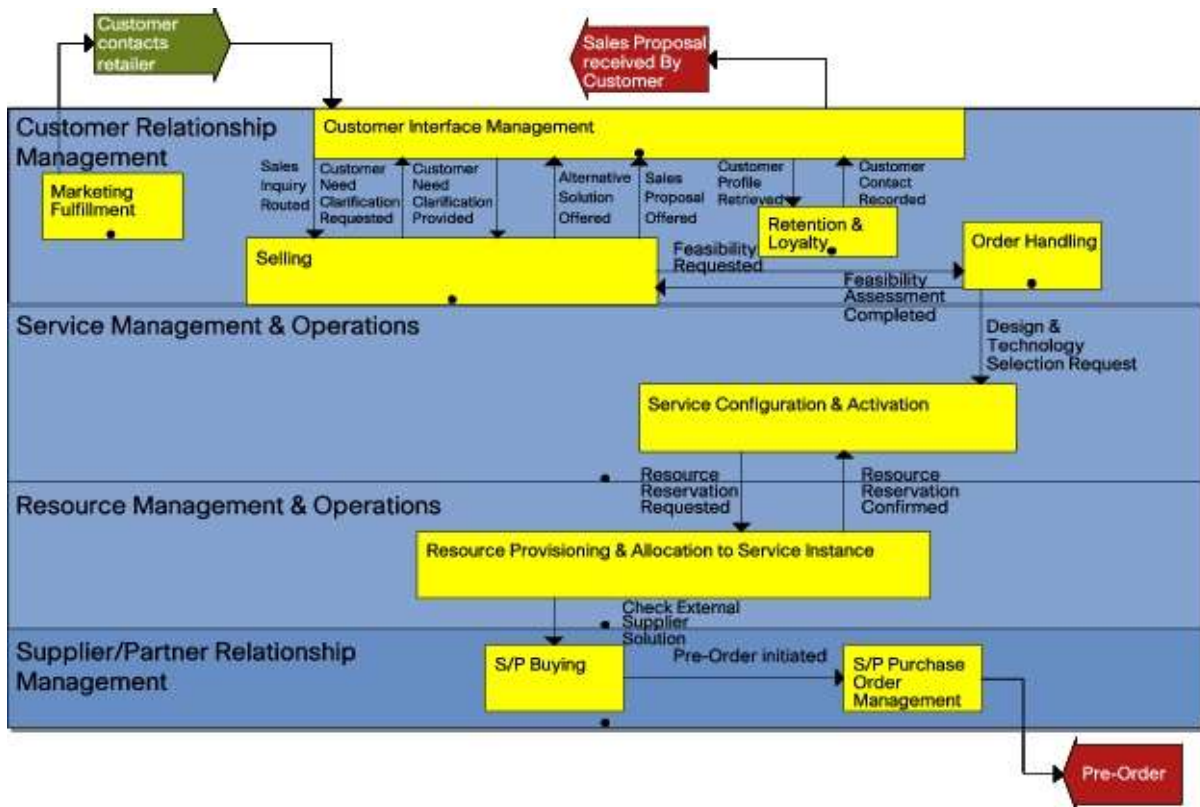 Customer
contacts
retailer
Sales Proposal
received By
Customer
Customer Relationship
Management
Customer Interface Management
Marketing
Fulfillment
Sales
Inquiry
Routed
Customer
Need
Clarification
Requested
Customer
Need
Clarification
Provided
Alternative
Solution
Offered
Sales
Proposal
Offered
Customer
Profile
Retrieved
Customer
Contact
Recorded
Retention &
Loyalty
Order Handling
Selling
Feasibility
Requested
Feasibility
Assessment
Completed
Service Management & Operations
Design &
Technology
Selection Request
Service Configuration & Activation
Resource Management & Operations
Resource
Reservation
Requested
Resource
Reservation
Confirmed
Resource Provisioning & Allocation to Service Instance
Check External
Supplier
Solution
Supplier/Partner Relationship
Management
S/P Buying
Pre-Order initiated
S/P Purchase
Order
Management
Pre-Order